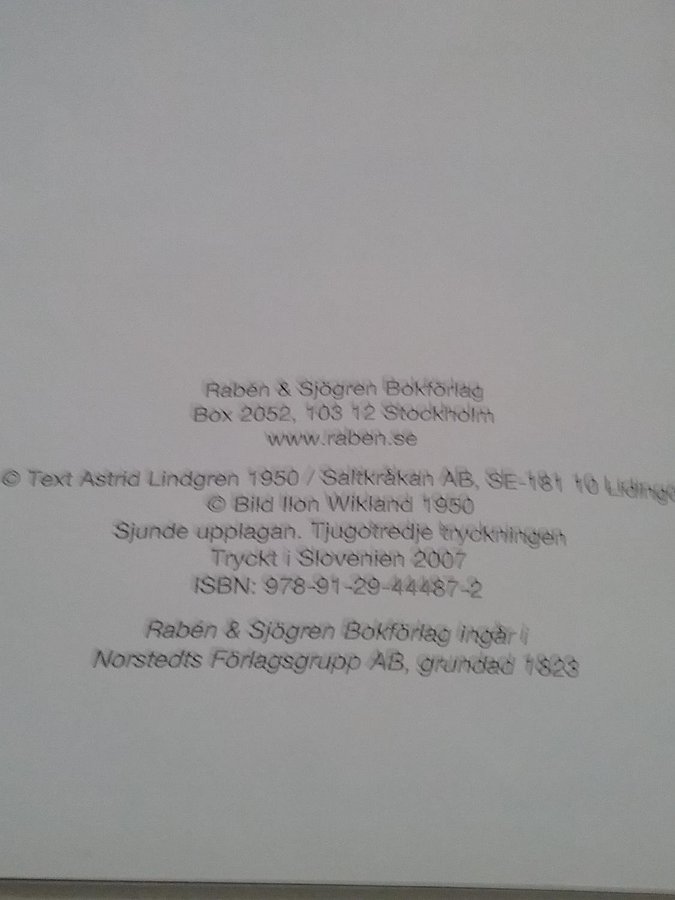 Rabén & Sjögren Bokförlag
Box 2052, 103 12 Stockholm
www.raben.se
© Text Astrid Lindgren 1950 / Saltkråkan AB, SE-181 10 Lidingö
© Bild Ilon Wikland 1950
Sjunde upplagan. Tjugotredje tryckningen
Tryckt i Slovenien 2007
ISBN: 978-91-29-44487-2
Rabén & Sjögren Bokförlag ingår i
Norstedts Förlagsgrupp AB, grundad 1823